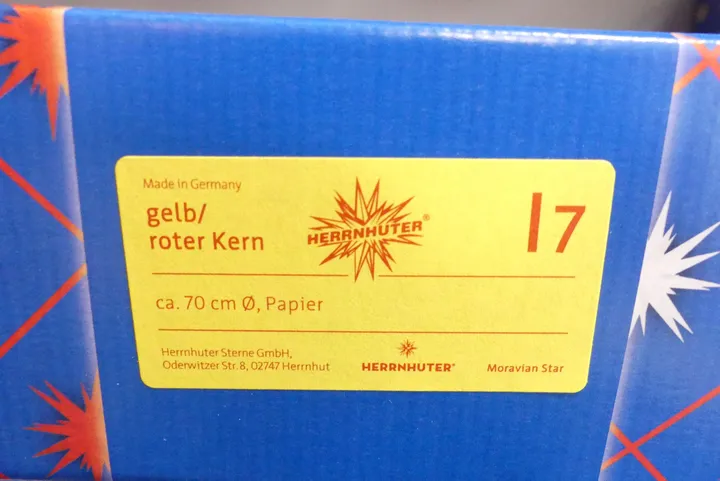 Made in Germany
gelb/
roter Kern
HERRNHUTER®
I7
ca. 70 cm Ø, Papier
Herrnhuter Sterne GmbH,
Oderwitzer Str. 8, 02747 Herrnhut
HERRNHUTER®
Moravian Star